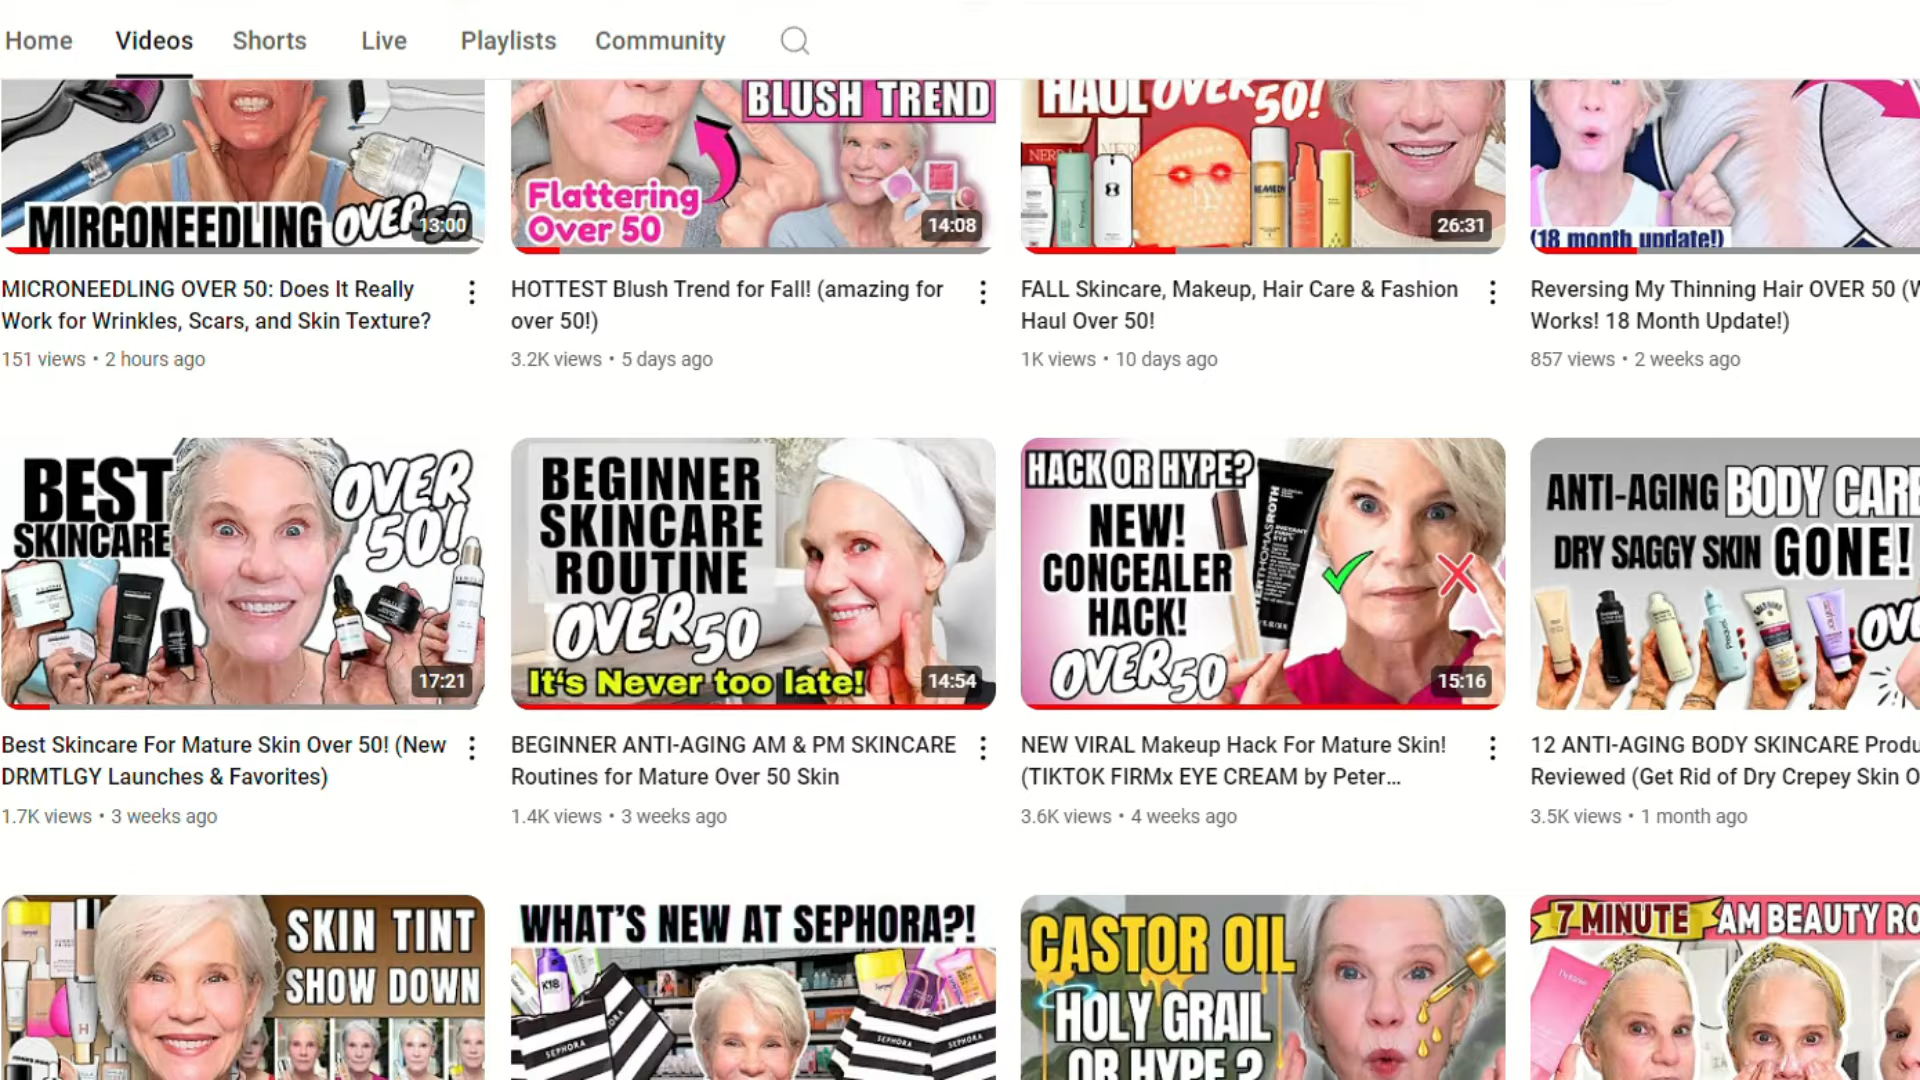 Home Videos Shorts Live Playlists Community
BLUSH TREND
HAUL OVER 50!
Flattering
Over 50
MIRCONEEDLING OVER 50
13:00
14:08
REMEDY
26:31
(18 month update!)
MICRONEEDLING OVER 50: Does It Really
Work for Wrinkles, Scars, and Skin Texture?
151 views • 2 hours ago
HOTTEST Blush Trend for Fall! (amazing for
over 50!)
3.2K views • 5 days ago
FALL Skincare, Makeup, Hair Care & Fashion
Haul Over 50!
1K views • 10 days ago
Reversing My Thinning Hair OVER 50 (W
Works! 18 Month Update!)
857 views • 2 weeks ago
BEST
SKINCARE
OVER
50!
17:21
BEGINNER
SKINCARE
ROUTINE
OVER 50
It's Never too late!
14:54
HACK OR HYPE?
NEW!
CONCEALER
HACK!
OVER 50
PETERTHOMASROTH
15:16
ANTI-AGING BODY CARE
DRY SAGGY SKIN GONE!
OVE
Best Skincare For Mature Skin Over 50! (New
DRMTLGY Launches & Favorites)
1.7K views • 3 weeks ago
BEGINNER ANTI-AGING AM & PM SKINCARE
Routines for Mature Over 50 Skin
1.4K views • 3 weeks ago
NEW VIRAL Makeup Hack For Mature Skin!
(TIKTOK FIRMx EYE CREAM by Peter...
3.6K views • 4 weeks ago
12 ANTI-AGING BODY SKINCARE Produ
Reviewed (Get Rid of Dry Crepey Skin O
3.5K views • 1 month ago
SKIN TINT
SHOW DOWN
WHAT'S NEW AT SEPHORA?!
K18
SEPHORA
SEPHORA
SEPHORA
CASTOR OIL
HOLY GRAIL
OR HYPE?
7 MINUTE AM BEAUTY RO